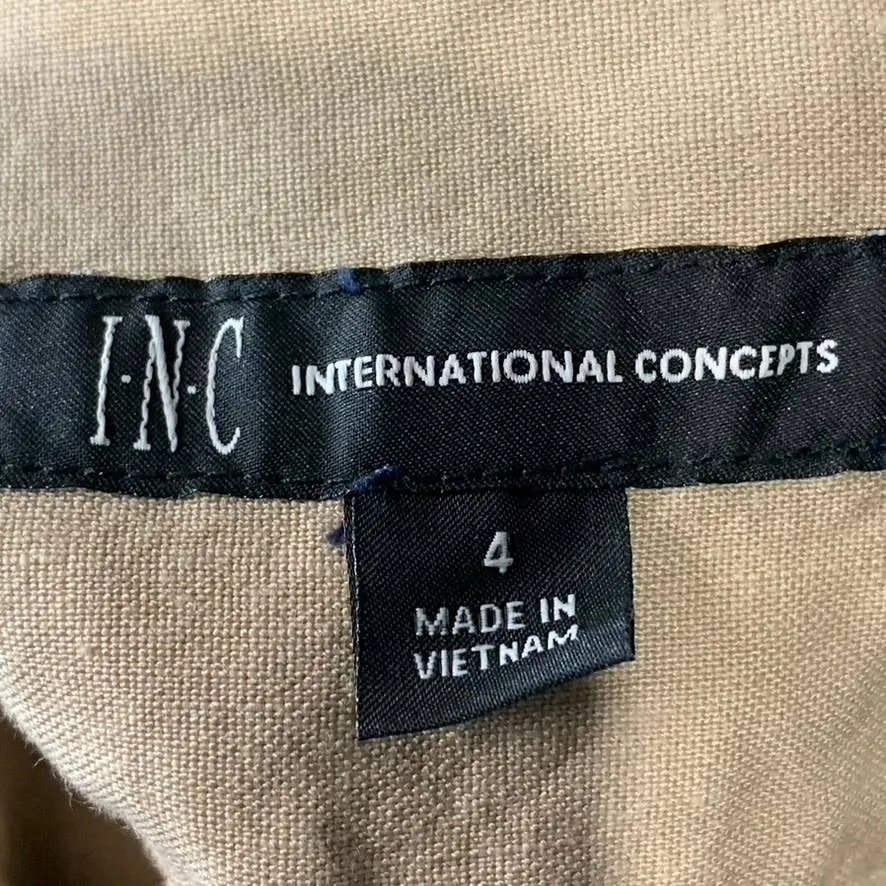 I·N·C INTERNATIONAL CONCEPTS
4
MADE IN
VIETNAM